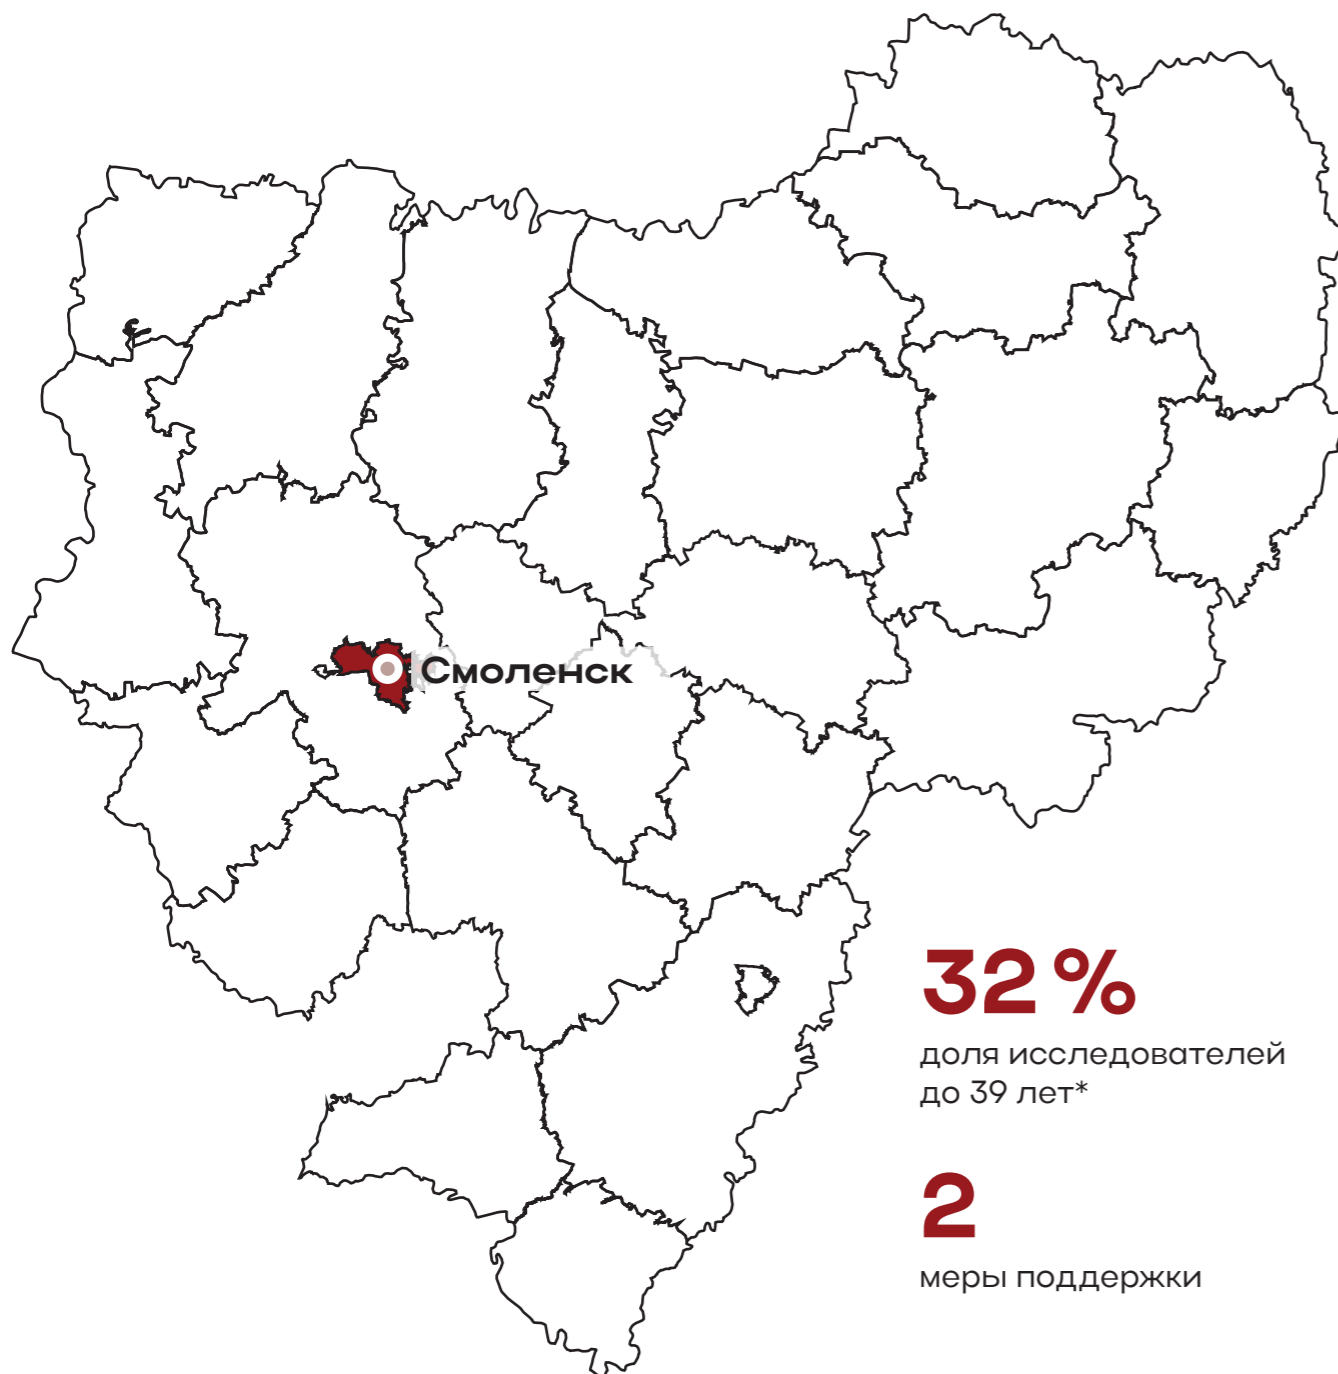 Смоленск
32 %
доля исследователей
до 39 лет*
2
меры поддержки